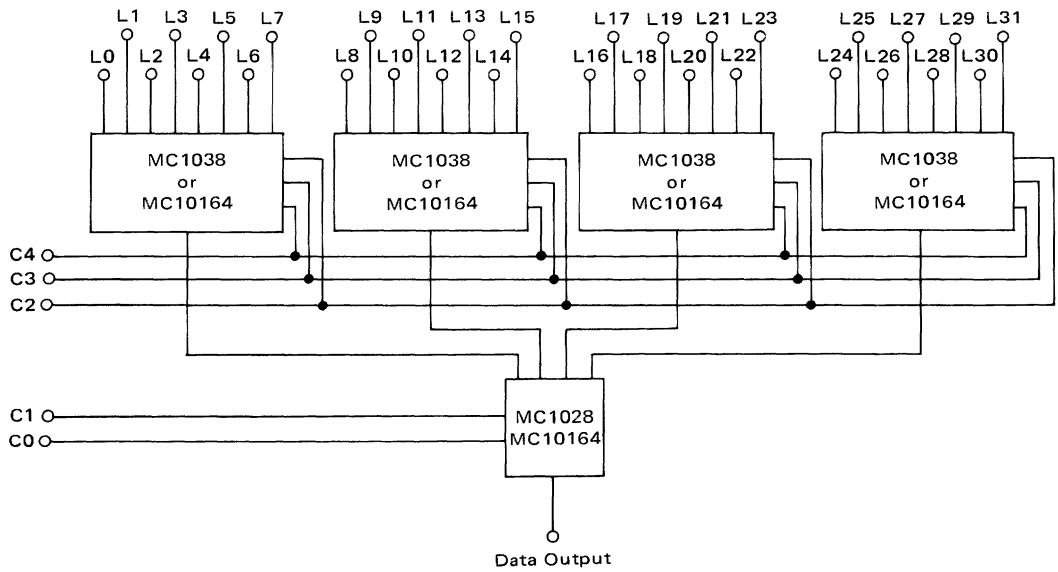 L1 L3 L5 L7 L9 L11 L13 L15 L17 L19 L21 L23 L25 L27 L29 L31
L0 L2 L4 L6 L8 L10 L12 L14 L16 L18 L20 L22 L24 L26 L28 L30
MC1038 MC1038 MC1038 MC1038
or or or or
MC10164 MC10164 MC10164 MC10164
C4
C3
C2
C1 MC1028
C0 MC10164
Data Output